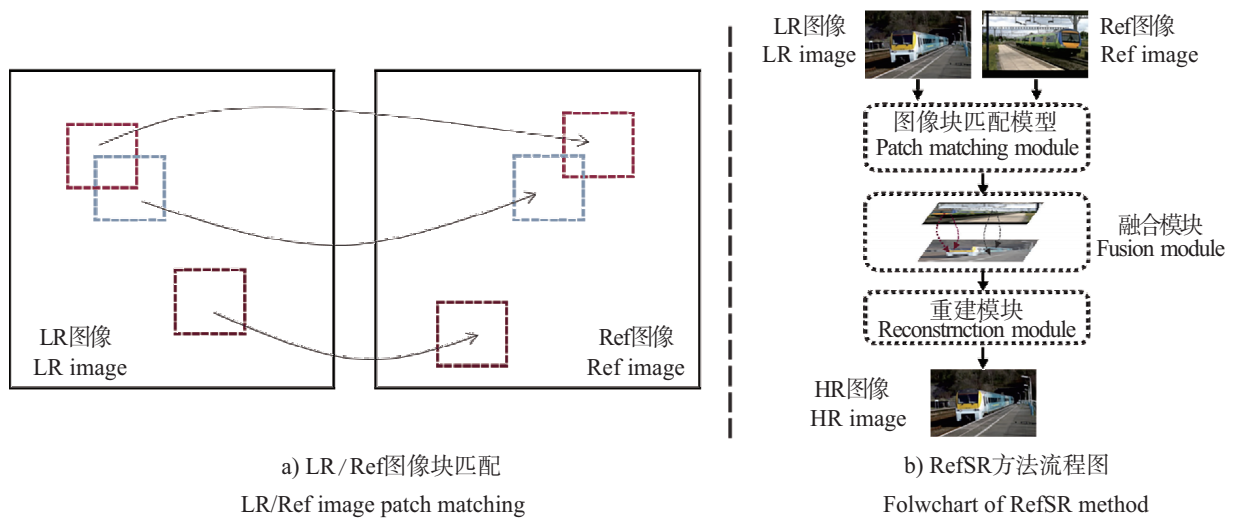 LR图像
LR image
Ref图像
Ref image
a) LR/Ref图像块匹配
LR/Ref image patch matching
LR图像
LR image
Ref图像
Ref image
图像块匹配模型
Patch matching module
融合模块
Fusion module
重建模块
Reconstrnction module
HR图像
HR image
b) RefSR方法流程图
Folwchart of RefSR method